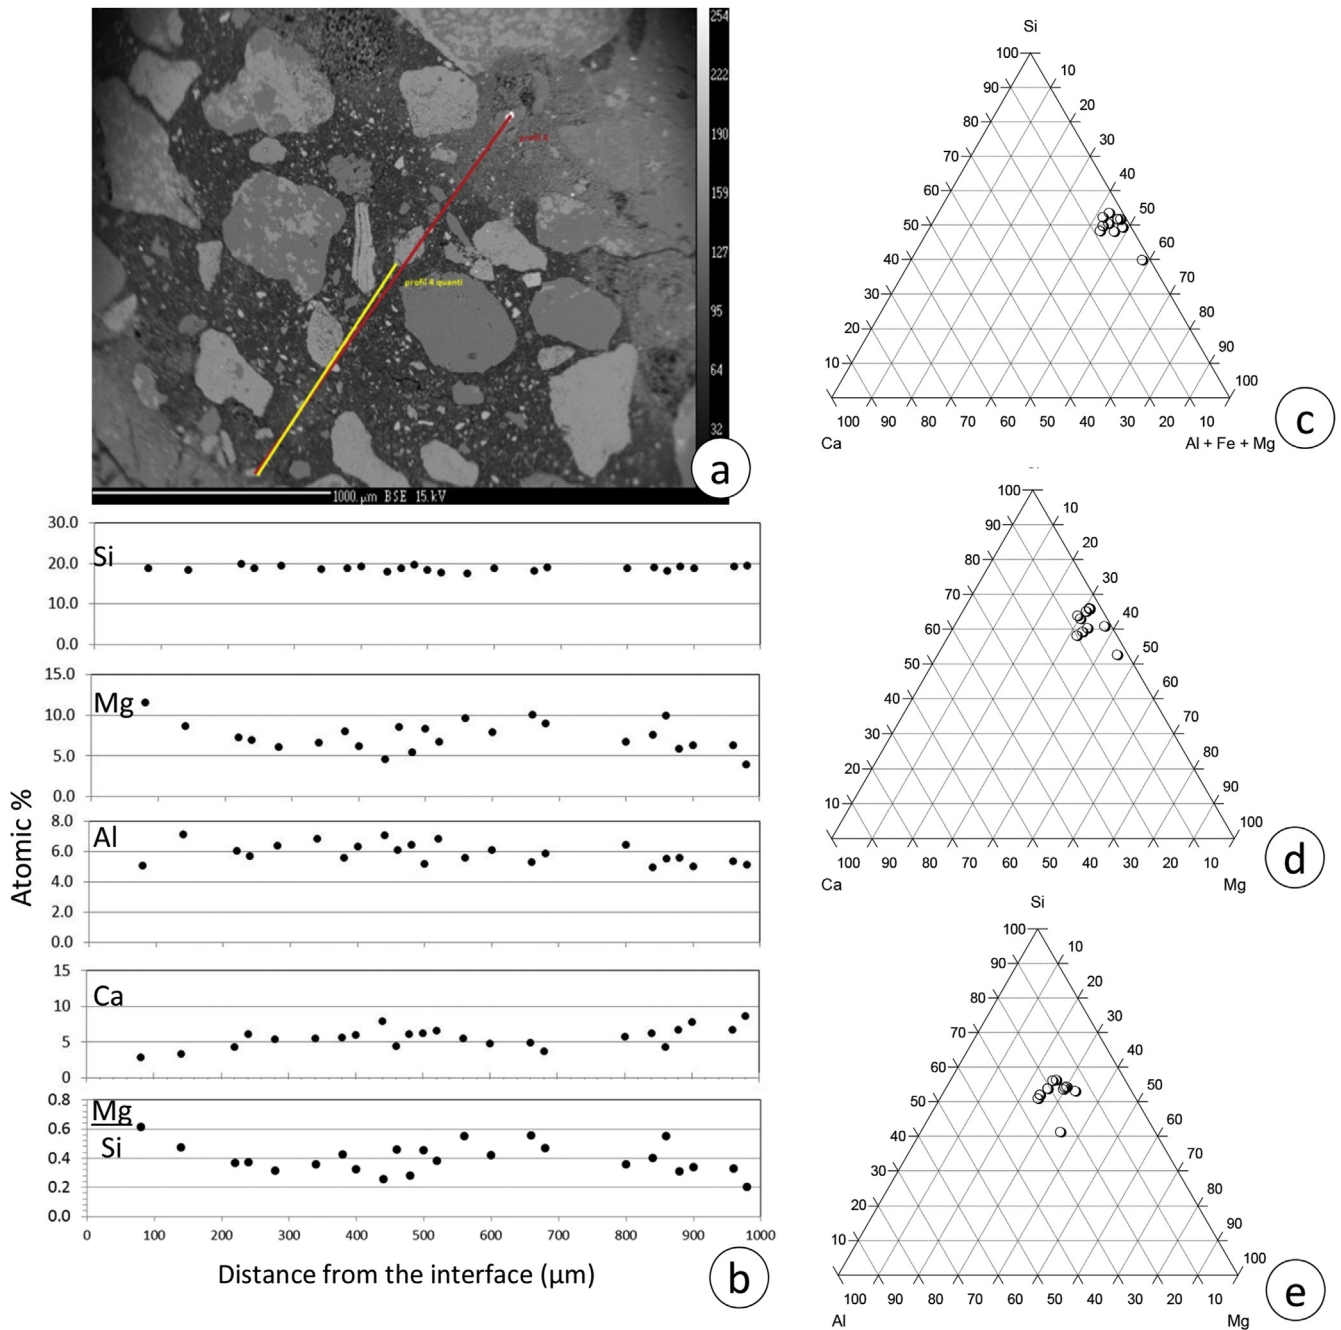 254
222
190
159
127
95
64
32
profil 4
profil 4 quanti
1000. µm BSE 15. kV
a
30.0
20.0
10.0
0.0
Si
15.0
10.0
5.0
0.0
Mg
8.0
6.0
4.0
2.0
0.0
Al
15
10
5
0
Ca
0.8
0.6
0.4
0.2
0.0
Mg
Si
Atomic %
0 100 200 300 400 500 600 700 800 900 1000
Distance from the interface (µm)
b
Si
100 90 80 70 60 50 40 30 20 10
10 20 30 40 50 60 70 80 90 100
100 90 80 70 60 50 40 30 20 10
Ca
Al + Fe + Mg
c
100 90 80 70 60 50 40 30 20 10
10 20 30 40 50 60 70 80 90 100
100 90 80 70 60 50 40 30 20 10
Ca
Mg
d
Si
100 90 80 70 60 50 40 30 20 10
10 20 30 40 50 60 70 80 90 100
100 90 80 70 60 50 40 30 20 10
Al
Mg
e